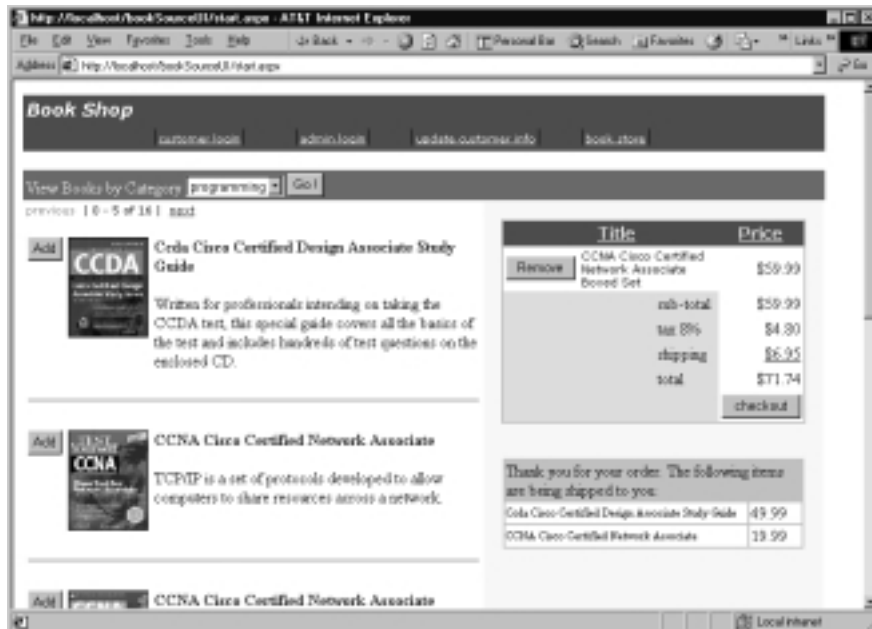 http://localhost/bookSourceUI/start.aspx - AT&T Internet Explorer
File Edit View Favorites Tools Help Back Personal Bar Search Favorites Links
Address http://localhost/bookSourceUI/start.aspx Go
Book Shop
customer.login admin.login update.customer.info book.store
View Books by Category programming Go!
previous | 0 - 5 of 16 | next
Add
CCDA
Ccda Cisco Certified Design Associate Study Guide
Written for professionals intending on taking the
CCDA test, this special guide covers all the basics of
the test and includes hundreds of test questions on the
enclosed CD.
Add
CCNA
CCNA Cisco Certified Network Associate
TCP/IP is a set of protocols developed to allow
computers to share resources across a network.
Add
CCNA Cisco Certified Network Associate
Title Price
Remove CCNA Cisco Certified Network Associate Boxed Set $59.99
sub-total $59.99
tax 8% $4.80
shipping $6.95
total $71.74
checkout
Thank you for your order. The following items
are being shipped to you:
Ccda Cisco Certified Design Associate Study Guide 49.99
CCNA Cisco Certified Network Associate 19.99
Local intranet